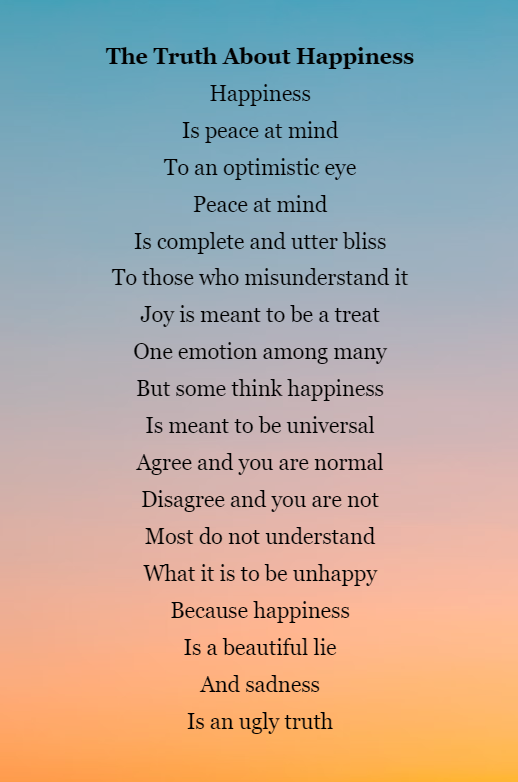 The Truth About Happiness
Happiness
Is peace at mind
To an optimistic eye
Peace at mind
Is complete and utter bliss
To those who misunderstand it
Joy is meant to be a treat
One emotion among many
But some think happiness
Is meant to be universal
Agree and you are normal
Disagree and you are not
Most do not understand
What it is to be unhappy
Because happiness
Is a beautiful lie
And sadness
Is an ugly truth